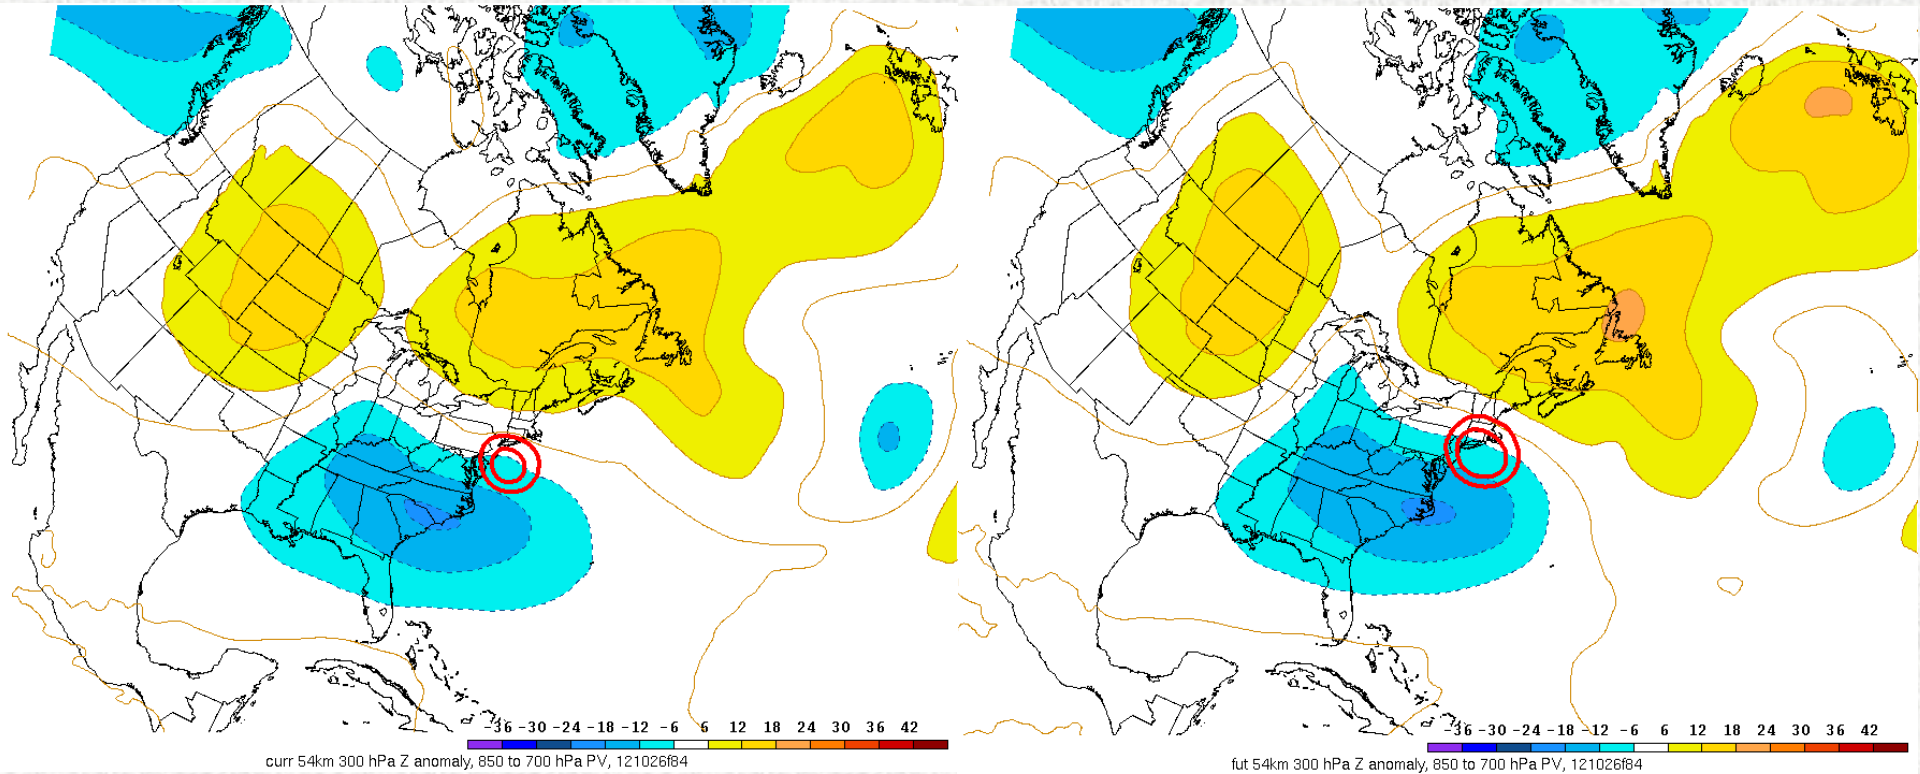 -36 -30 -24 -18 -12 -6 6 12 18 24 30 36 42
curr 54km 300 hPa Z anomaly, 850 to 700 hPa PV, 121026f84
-36 -30 -24 -18 -12 -6 6 12 18 24 30 36 42
fut 54km 300 hPa Z anomaly, 850 to 700 hPa PV, 121026f84